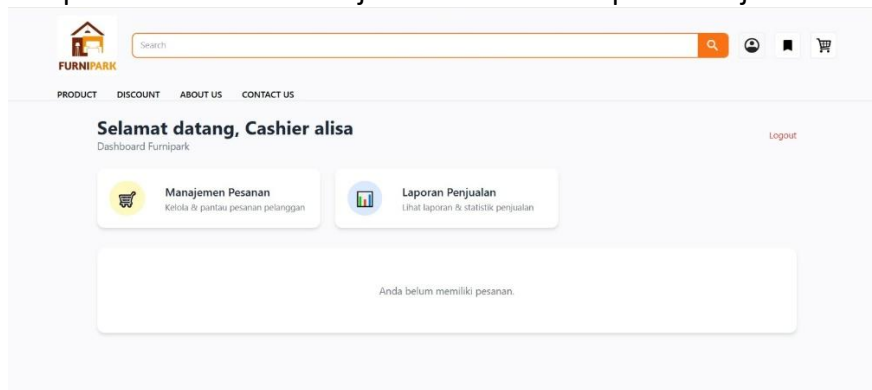 Search
FURNIPARK
PRODUCT DISCOUNT ABOUT US CONTACT US
Selamat datang, Cashier alisa
Logout
Dashboard Furnipark
Manajemen Pesanan
Kelola & pantau pesanan pelanggan
Laporan Penjualan
Lihat laporan & statistik penjualan
Anda belum memiliki pesanan.